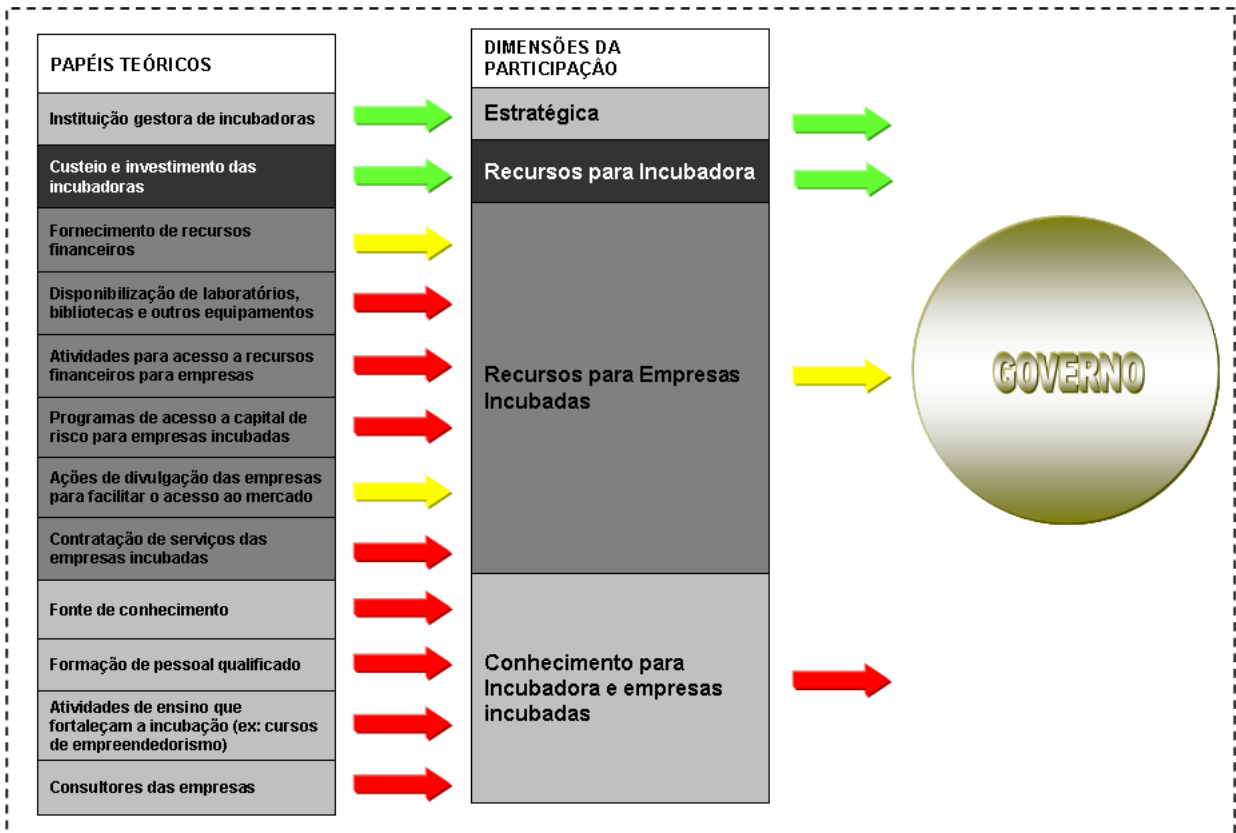 PAPÉIS TEÓRICOS
Instituição gestora de incubadoras
Custeio e investimento das
incubadoras
Fornecimento de recursos
financeiros
Disponibilização de laboratórios,
bibliotecas e outros equipamentos
Atividades para acesso a recursos
financeiros para empresas
Programas de acesso a capital de
risco para empresas incubadas
Ações de divulgação das empresas
para facilitar o acesso ao mercado
Contratação de serviços das
empresas incubadas
Fonte de conhecimento
Formação de pessoal qualificado
Atividades de ensino que
fortaleçam a incubação (ex: cursos
de empreendedorismo)
Consultores das empresas
DIMENSÕES DA
PARTICIPAÇÂO
Estratégica
Recursos para Incubadora
Recursos para Empresas
Incubadas
Conhecimento para
Incubadora e empresas
incubadas
GOVERNO